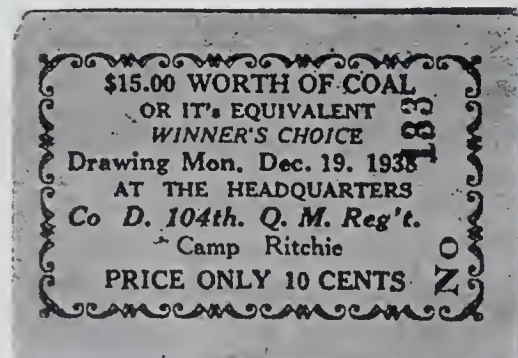 $15.00 WORTH OF COAL
OR IT's EQUIVALENT
WINNER'S CHOICE
Drawing Mon. Dec. 19. 1938
AT THE HEADQUARTERS
Co D. 104th. Q. M. Reg't.
Camp Ritchie
PRICE ONLY 10 CENTS
No 183